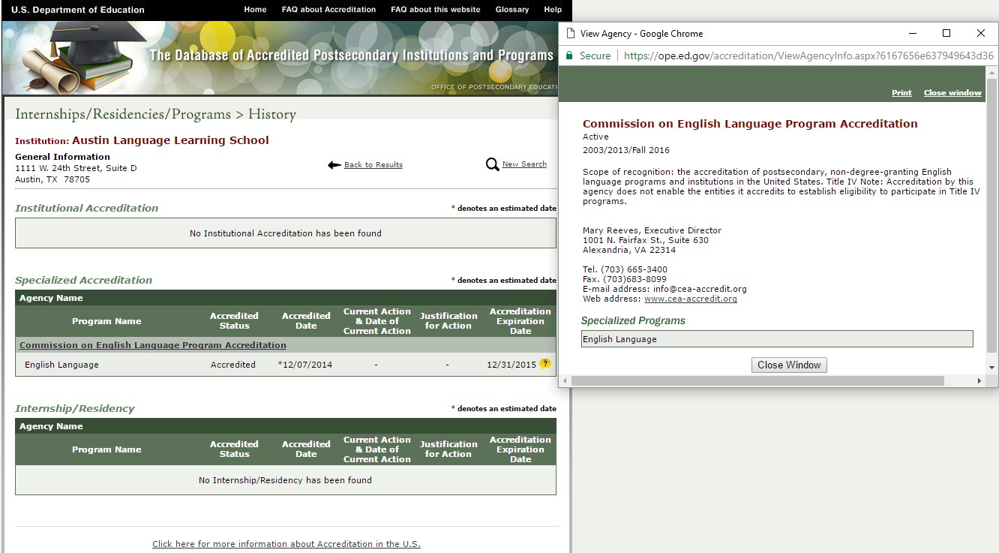 U.S. Department of Education
Home FAQ about Accreditation FAQ about this website Glossary Help
The Database of Accredited Postsecondary Institutions and Programs
OFFICE OF POSTSECONDARY
Internships/Residencies/Programs > History
Institution: Austin Language Learning School
General Information
1111 W. 24th Street, Suite D
Austin, TX 78705
Back to Results
New Search
Institutional Accreditation
* denotes an estimated date
No Institutional Accreditation has been found
Specialized Accreditation
* denotes an estimated date
Agency Name
Program Name Accredited Status Accredited Date Current Action & Date of Current Action Justification for Action Accreditation Expiration Date
Commission on English Language Program Accreditation
English Language Accredited *12/07/2014 - - 12/31/2015 ?
Internship/Residency
* denotes an estimated date
Agency Name
Program Name Accredited Status Accredited Date Current Action & Date of Current Action Justification for Action Accreditation Expiration Date
No Internship/Residency has been found
Click here for more information about Accreditation in the U.S.
View Agency - Google Chrome
Secure https://ope.ed.gov/accreditation/ViewAgencyInfo.aspx?6167656e637949643d36
Print Close window
Commission on English Language Program Accreditation
Active
2003/2013/Fall 2016
Scope of recognition: the accreditation of postsecondary, non-degree-granting English
language programs and institutions in the United States. Title IV Note: Accreditation by this
agency does not enable the entities it accredits to establish eligibility to participate in Title IV
programs.
Mary Reeves, Executive Director
1001 N. Fairfax St., Suite 630
Alexandria, VA 22314
Tel. (703) 665-3400
Fax. (703)683-8099
E-mail address: info@cea-accredit.org
Web address: www.cea-accredit.org
Specialized Programs
English Language
Close Window